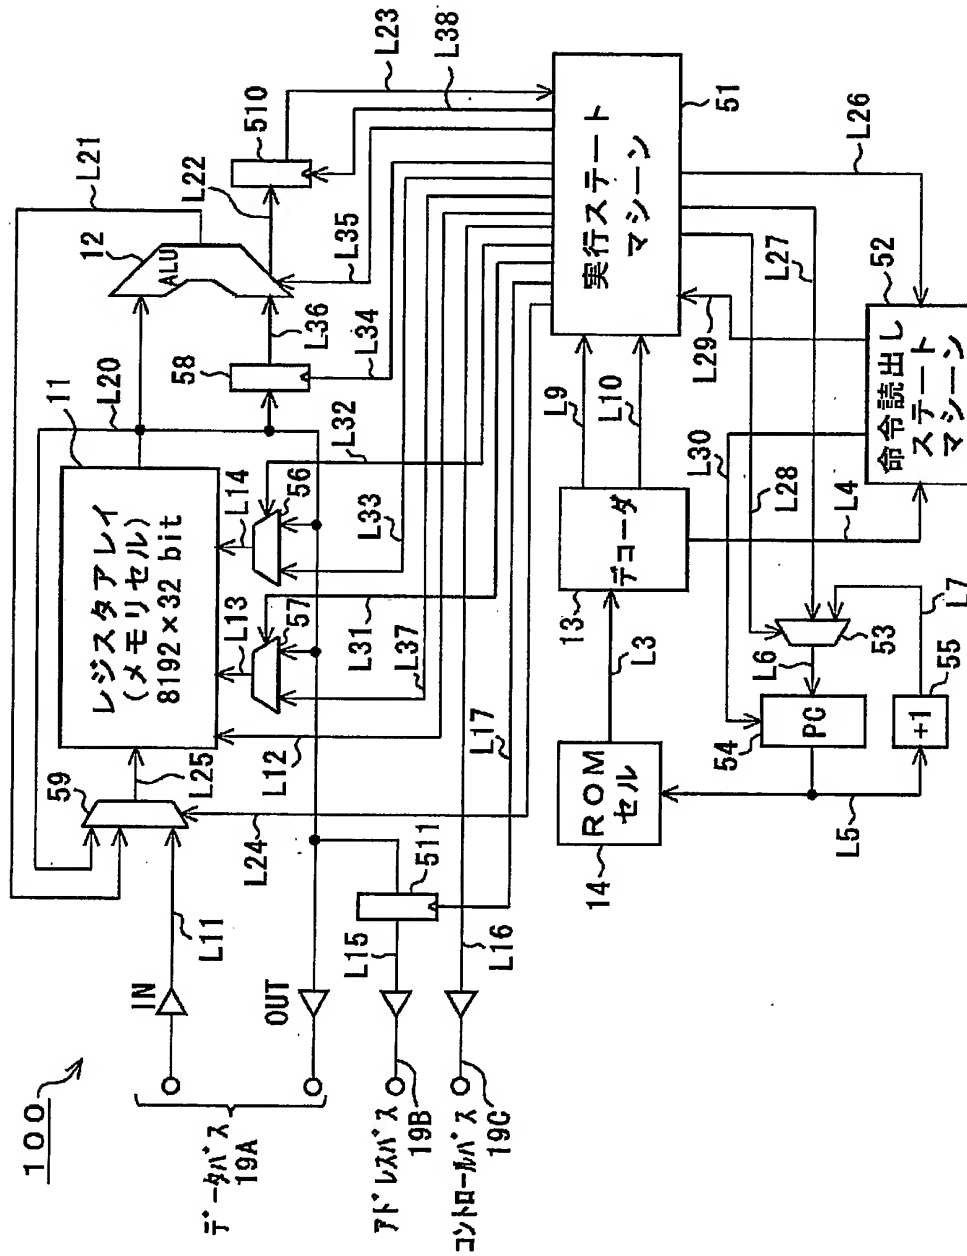 100
データバス
19A
IN
OUT
アドレスバス
19B
コントロールバス
19C
L11
L15
L16
59
L25
L24
511
L17
レジスタアレイ
(メモリセル)
8192×32 bit
11
L12
L13
L14
57
56
L31
L37
L32
L33
L20
58
L36
L34
ALU
12
L35
L21
L22
510
L23
L38
14
ROM
セル
L3
13
デコーダ
L9
L10
実行ステート
マシーン
51
L29
L26
L27
L28
L30
L4
命令読出し
ステート
マシーン
52
L5
54
PC
L6
53
+1
55
L7